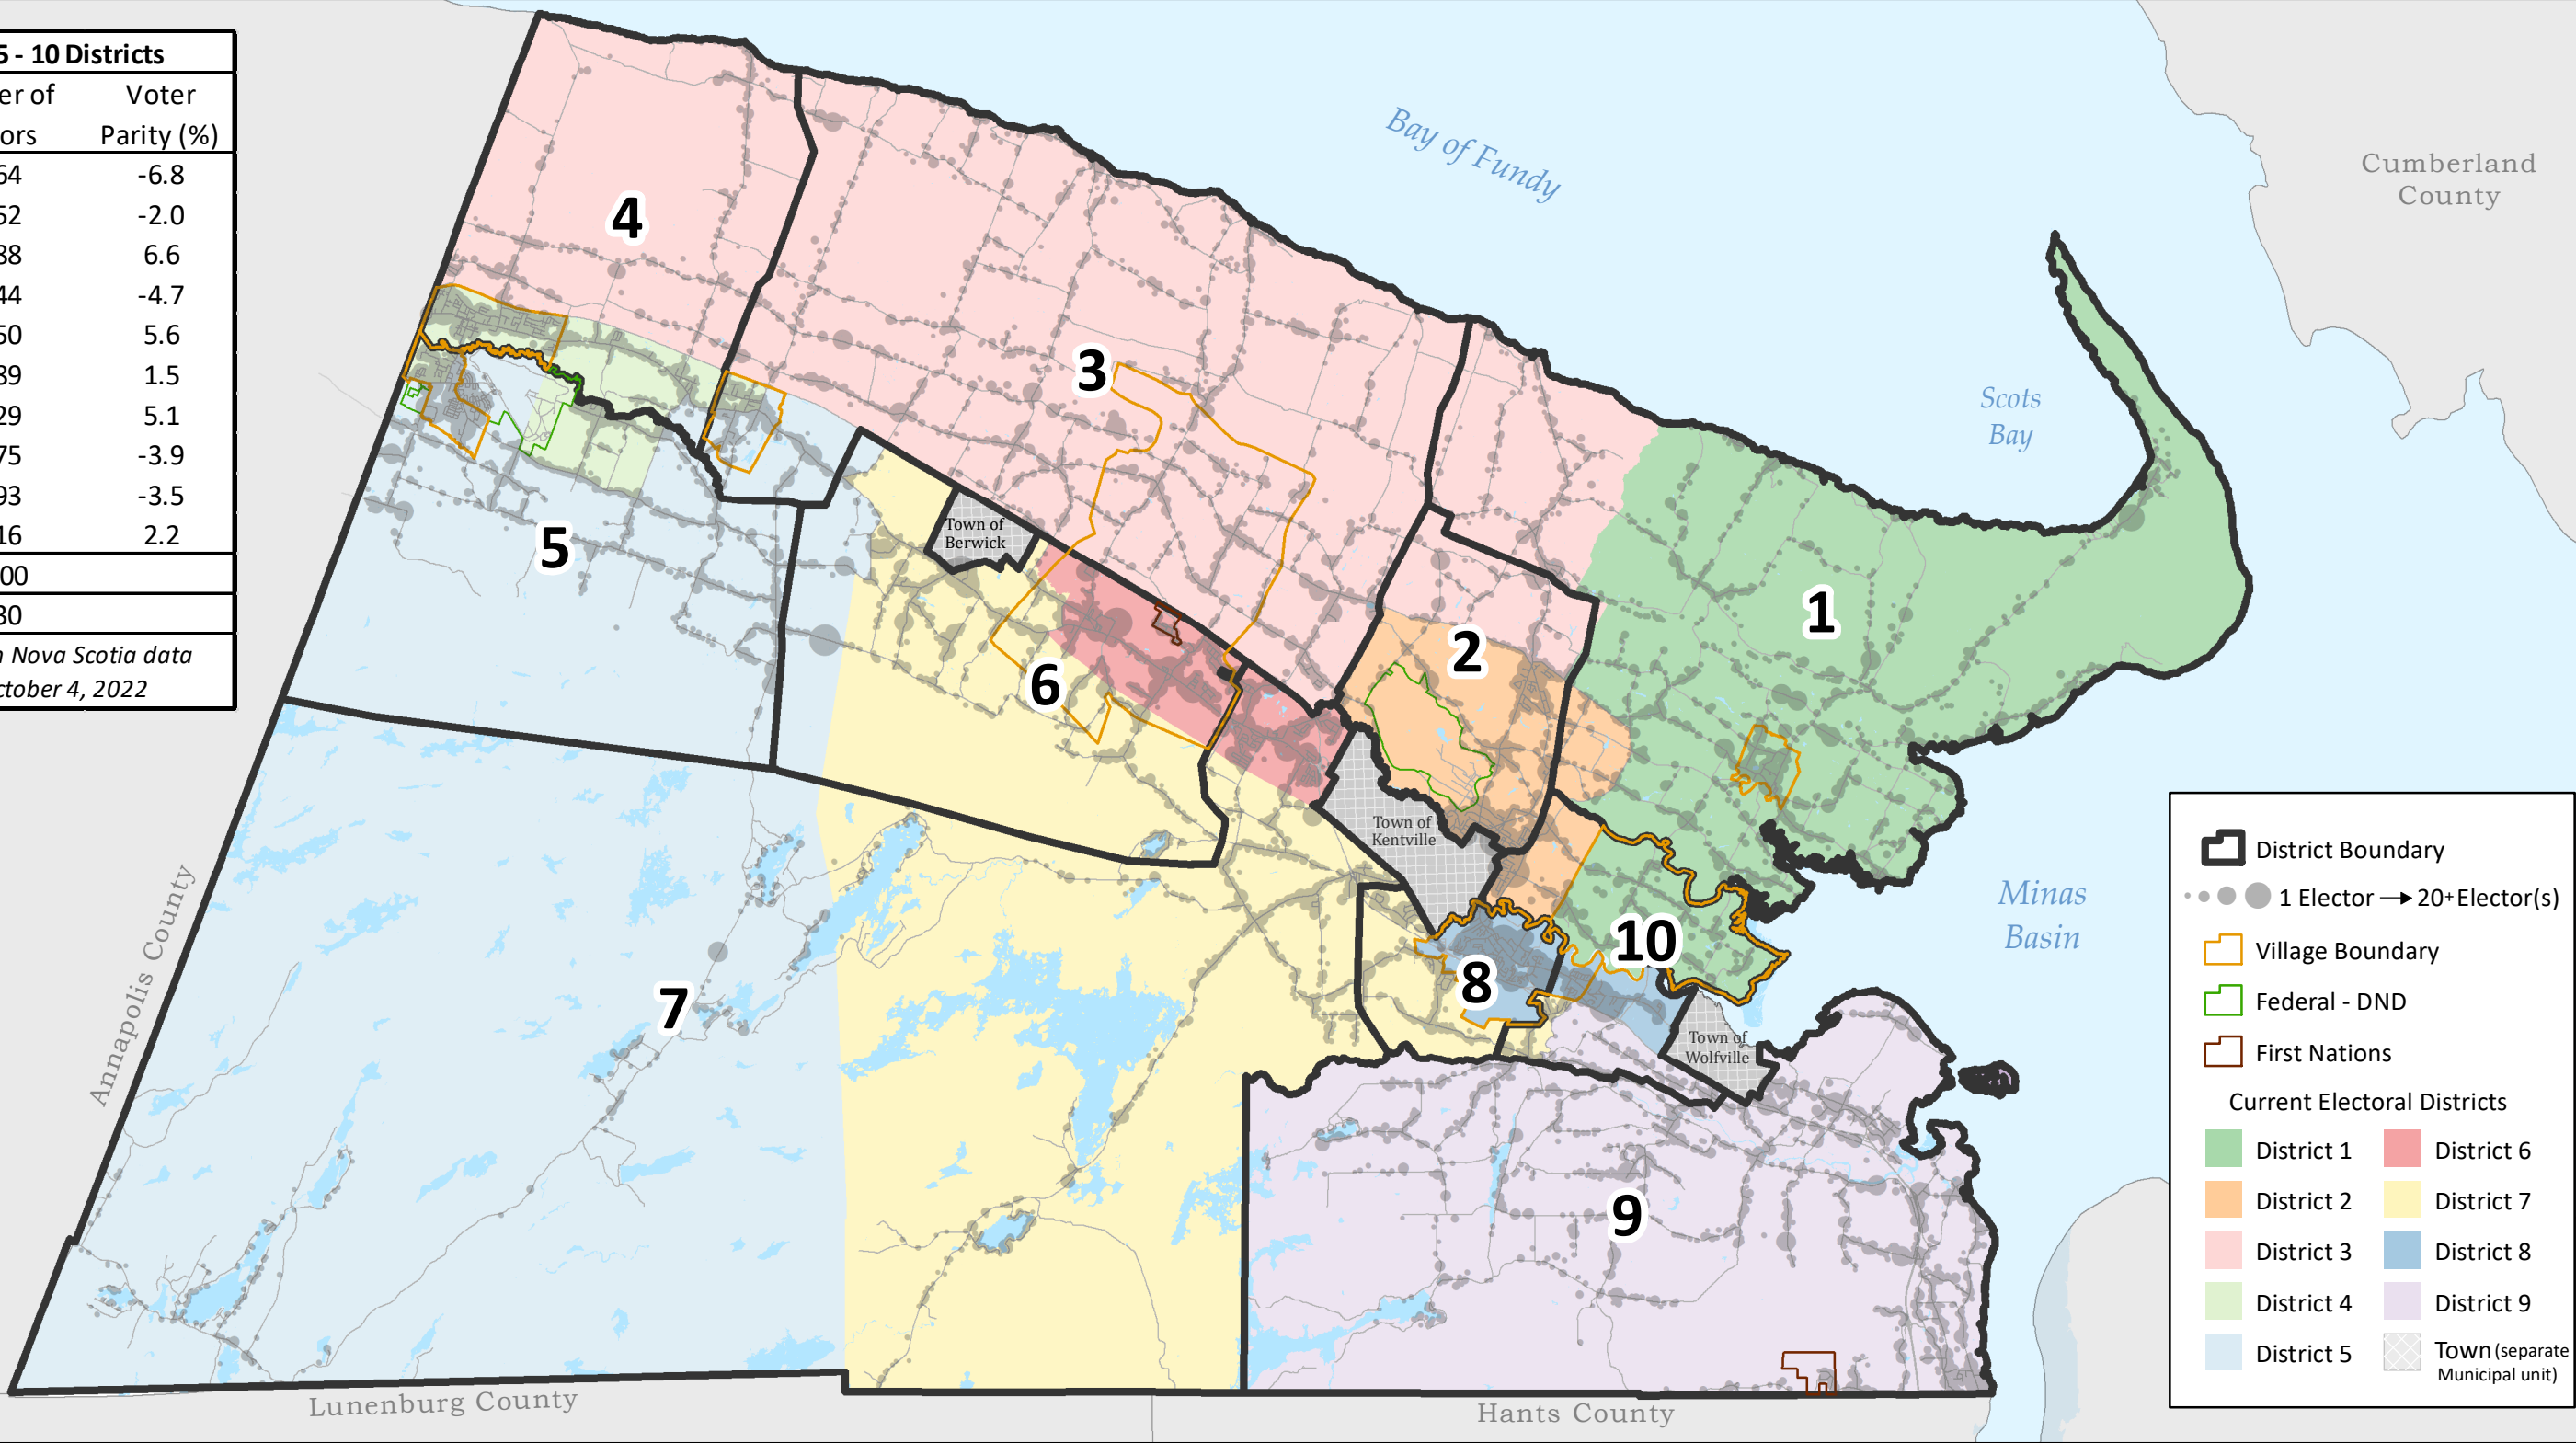 5 - 10 Districts
er of Voter
ors Parity (%)
64 -6.8
52 -2.0
38 6.6
44 -4.7
50 5.6
39 1.5
29 5.1
75 -3.9
93 -3.5
16 2.2
00
30
n Nova Scotia data
ctober 4, 2022
Bay of Fundy
Cumberland
County
Scots
Bay
Minas
Basin
Annapolis County
Lunenburg County
Hants County
4
3
5
2
1
6
7
8
10
9
Town of
Berwick
Town of
Kentville
Town of
Wolfville
District Boundary
1 Elector → 20+ Elector(s)
Village Boundary
Federal - DND
First Nations
Current Electoral Districts
District 1 District 6
District 2 District 7
District 3 District 8
District 4 District 9
District 5 Town (separate
Municipal unit)